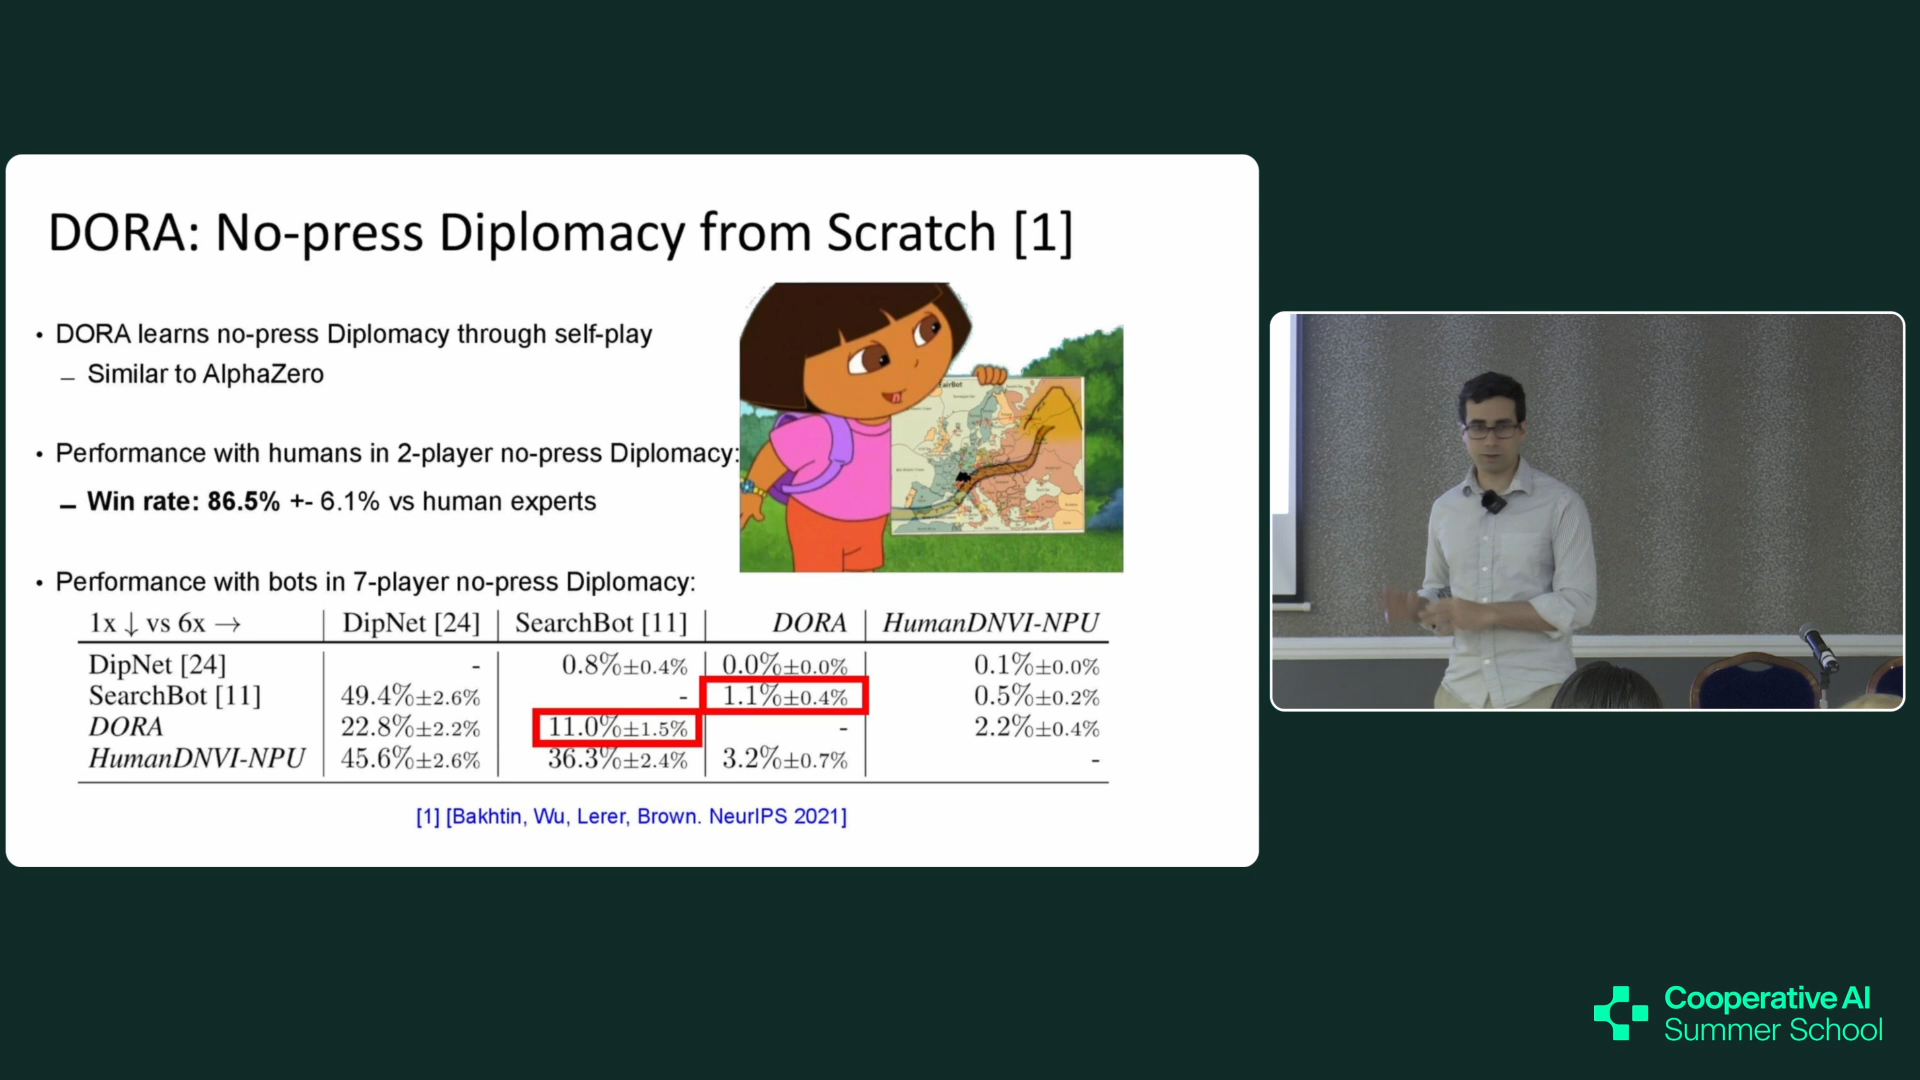 DORA: No-press Diplomacy from Scratch [1]
• DORA learns no-press Diplomacy through self-play
– Similar to AlphaZero
• Performance with humans in 2-player no-press Diplomacy:
– Win rate: 86.5% +- 6.1% vs human experts
FairBot
• Performance with bots in 7-player no-press Diplomacy:
1x ↓ vs 6x → DipNet [24] SearchBot [11] DORA HumanDNVI-NPU
DipNet [24] - 0.8%±0.4% 0.0%±0.0% 0.1%±0.0%
SearchBot [11] 49.4%±2.6% - 1.1%±0.4% 0.5%±0.2%
DORA 22.8%±2.2% 11.0%±1.5% - 2.2%±0.4%
HumanDNVI-NPU 45.6%±2.6% 36.3%±2.4% 3.2%±0.7% -
[1] [Bakhtin, Wu, Lerer, Brown. NeurIPS 2021]
Cooperative AI
Summer School